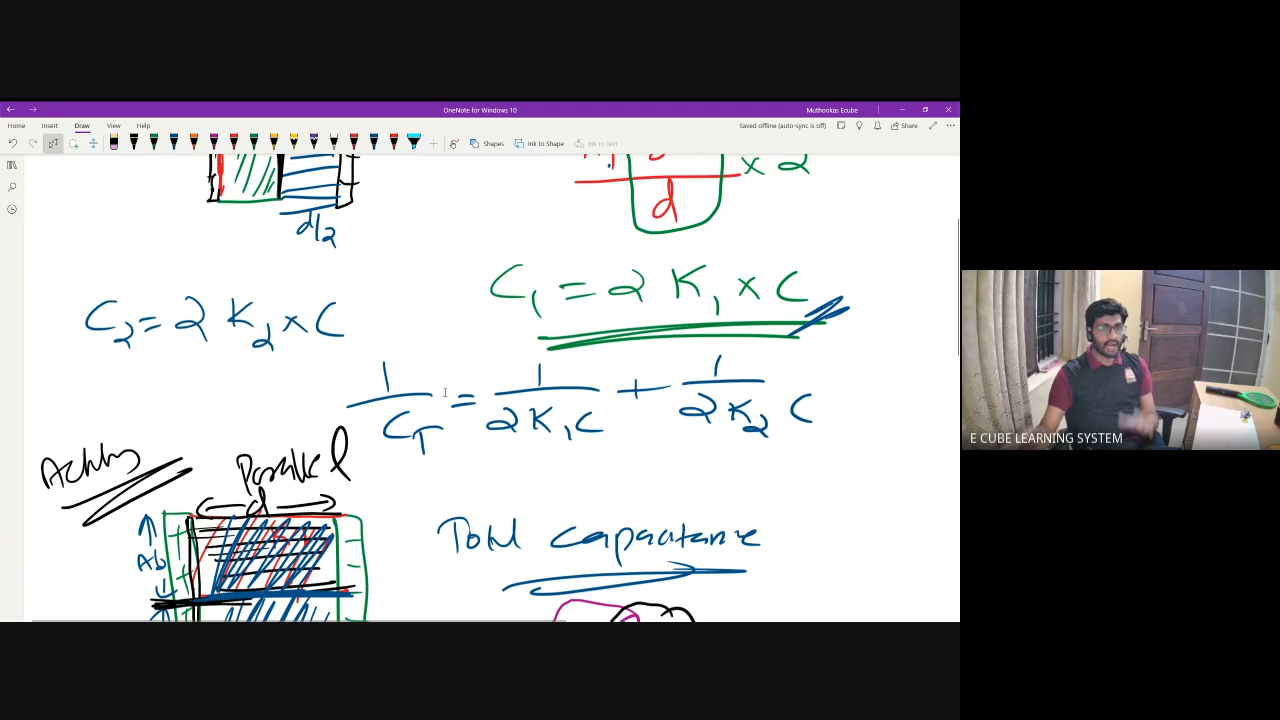 OneNote for Windows 10
Muthookas Ecube
Home Insert Draw View Help
Saved offline (auto-sync is off)
Share
Shapes
Ink to Shape
Ink to Text
d/2
d
x 2
C₁ = 2 K₁ x C
C₂ = 2 K₂ x C
1/C_T = 1/2K₁C + 1/2K₂C
Parallel
d
Ab
+ −
+ −
+ −
Total capacitance
E CUBE LEARNING SYSTEM